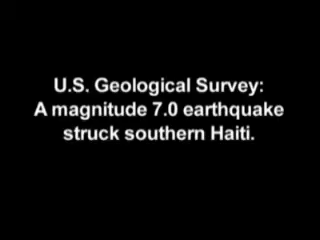 U.S. Geological Survey:
A magnitude 7.0 earthquake
struck southern Haiti.